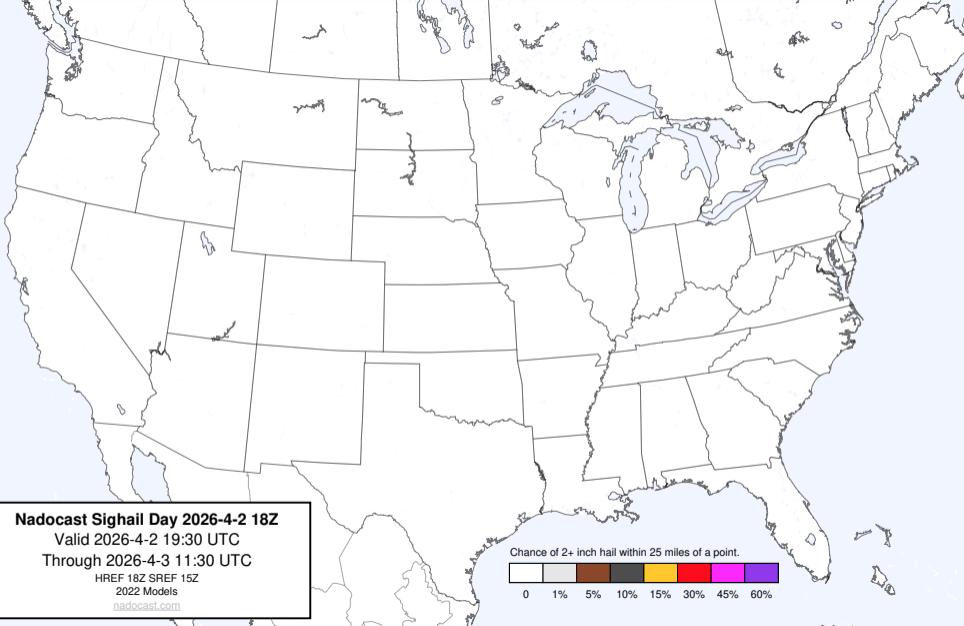 Nadocast Sighail Day 2026-4-2 18Z
Valid 2026-4-2 19:30 UTC
Through 2026-4-3 11:30 UTC
HREF 18Z SREF 15Z
2022 Models
nadocast.com
Chance of 2+ inch hail within 25 miles of a point.
0 1% 5% 10% 15% 30% 45% 60%